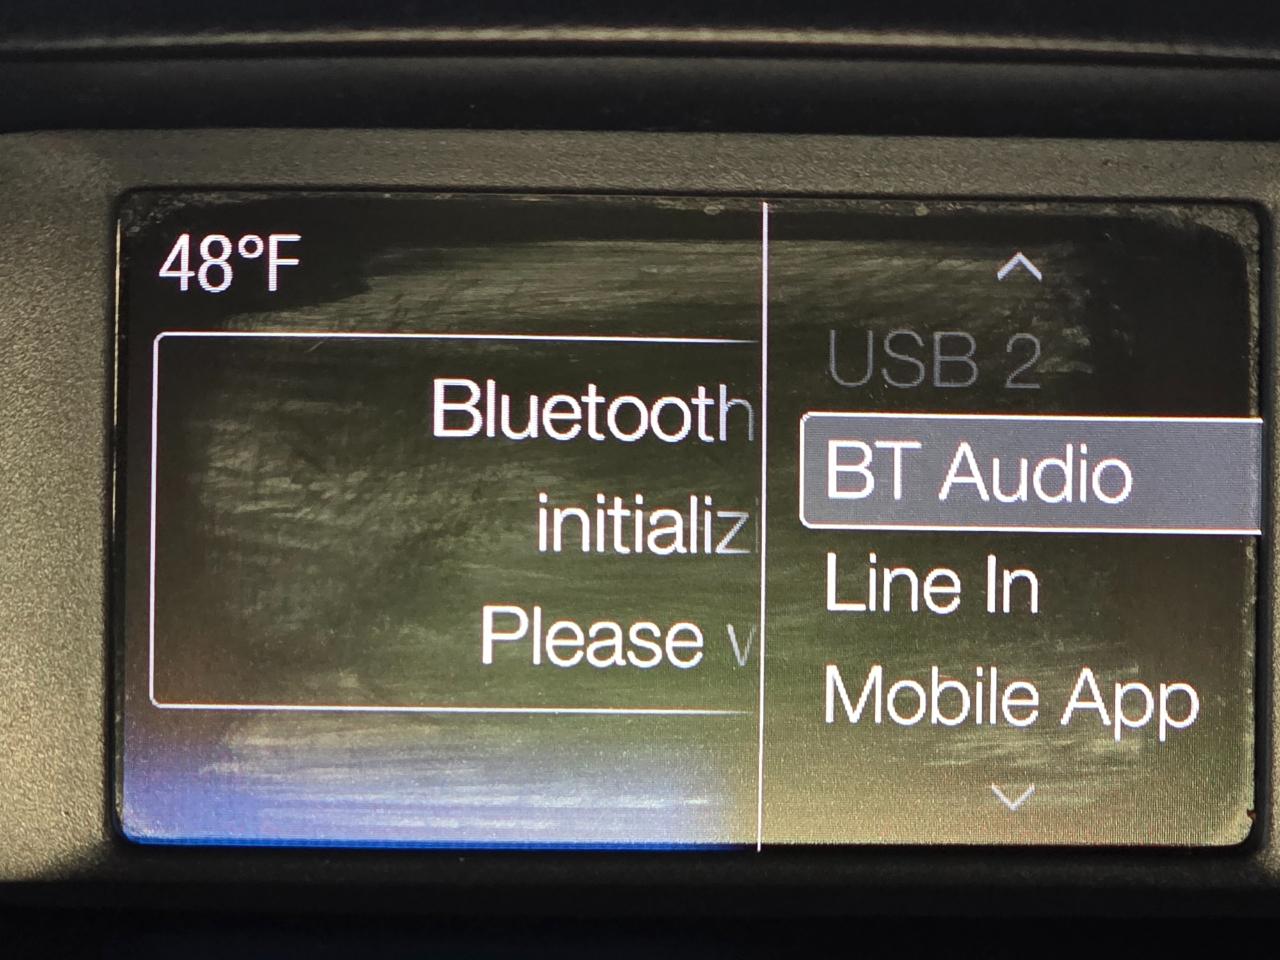 48°F
Bluetooth
initializ
Please
USB 2
BT Audio
Line In
Mobile App